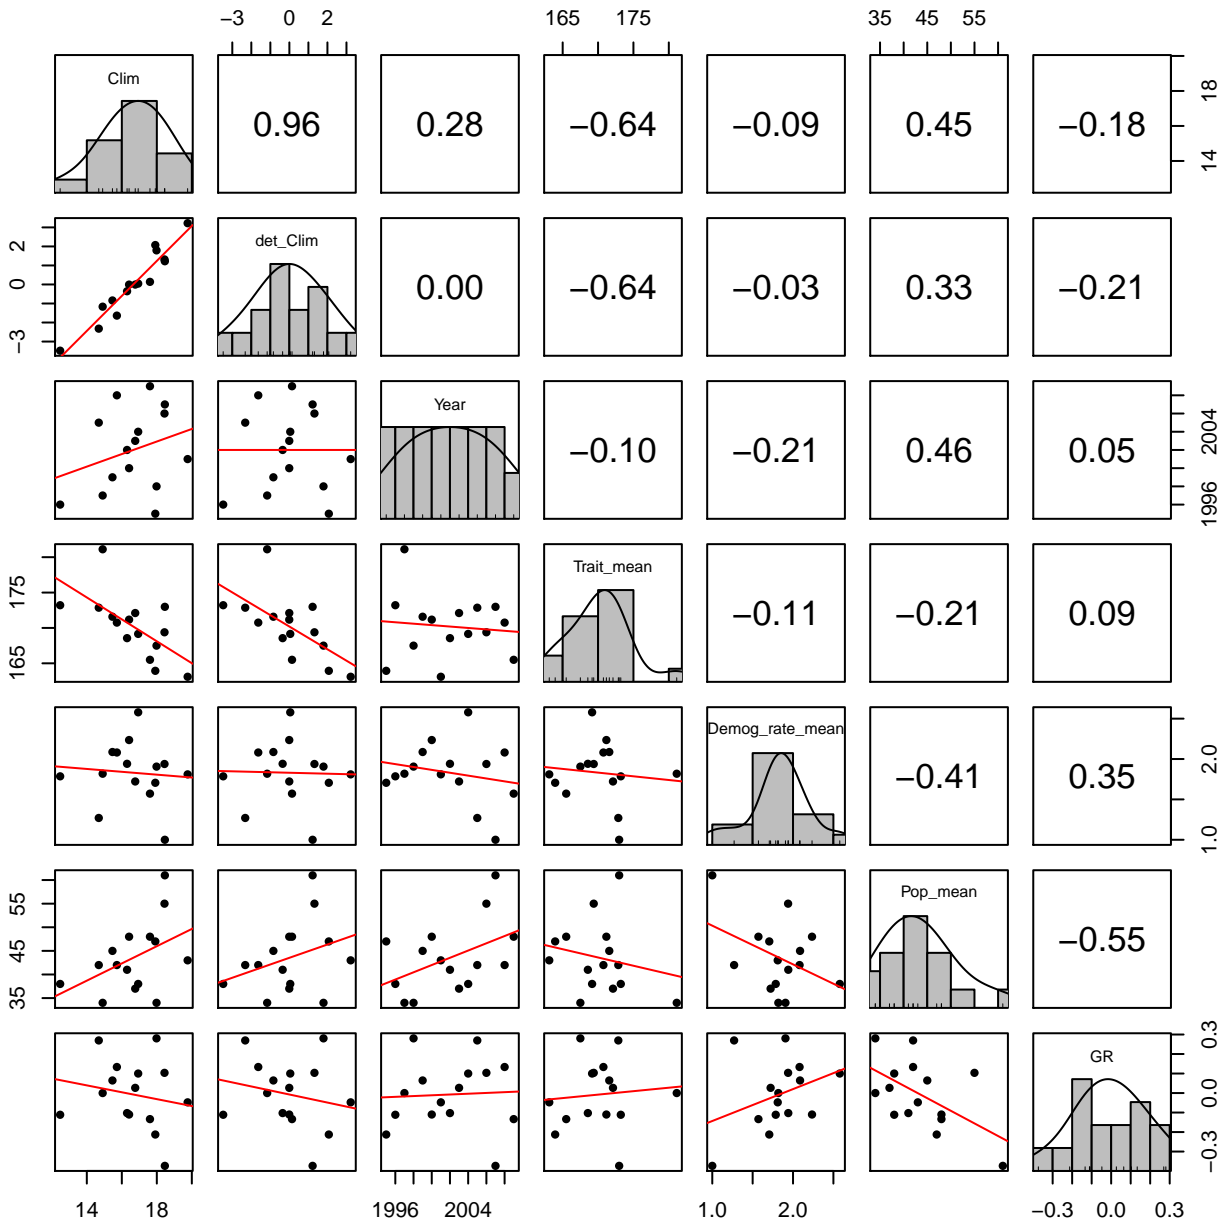 −3 0 2 165 175 35 45 55
Clim 0.96 0.28 −0.64 −0.09 0.45 −0.18 14 18
−3 0 2 det_Clim 0.00 −0.64 −0.03 0.33 −0.21
Year −0.10 −0.21 0.46 0.05 1996 2004
165 175 Trait_mean −0.11 −0.21 0.09
Demog_rate_mean −0.41 0.35 1.0 2.0
35 45 55 Pop_mean −0.55
GR −0.3 0.0 0.3
14 18 1996 2004 1.0 2.0 −0.3 0.0 0.3